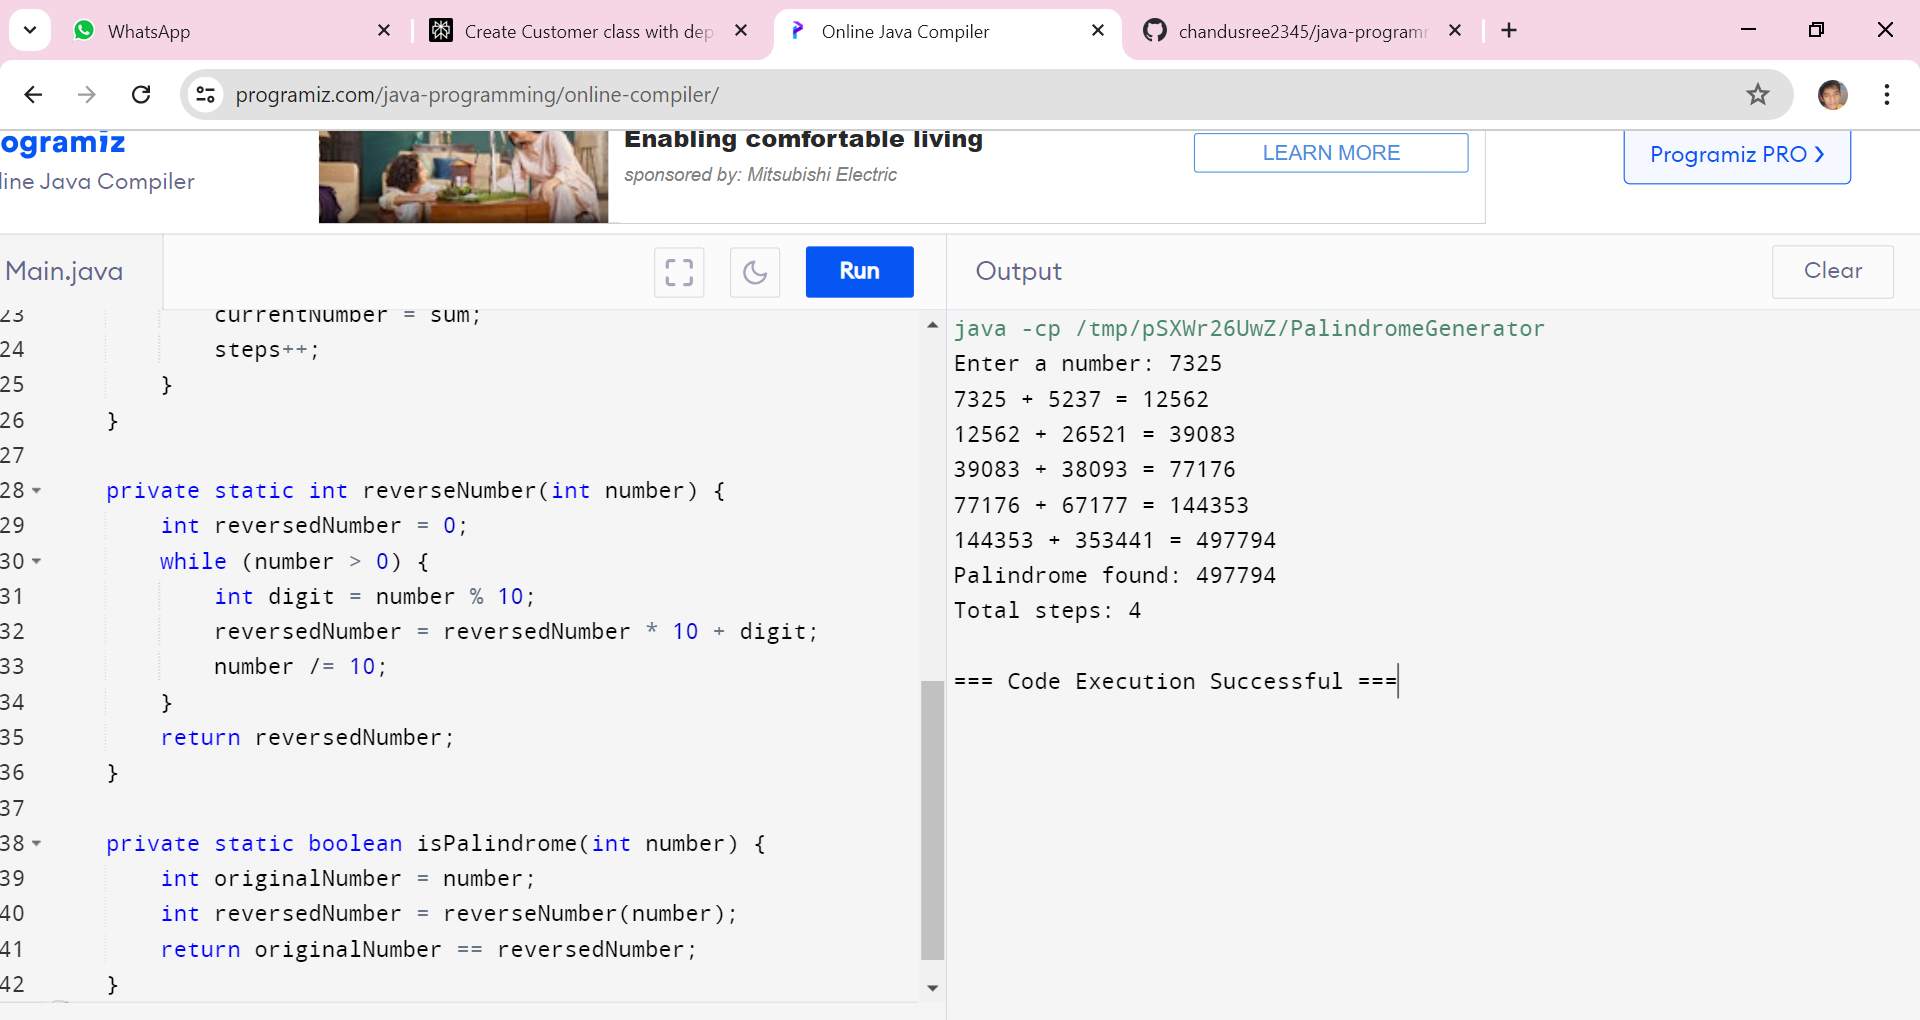 WhatsApp
Create Customer class with dep
Online Java Compiler
chandusree2345/java-programm
programiz.com/java-programming/online-compiler/
ogramiz
line Java Compiler
Enabling comfortable living
sponsored by: Mitsubishi Electric
LEARN MORE
Programiz PRO ❯
Main.java
Run
23 currentNumber = sum;
24 steps++;
25 }
26 }
27
28 private static int reverseNumber(int number) {
29 int reversedNumber = 0;
30 while (number > 0) {
31 int digit = number % 10;
32 reversedNumber = reversedNumber * 10 + digit;
33 number /= 10;
34 }
35 return reversedNumber;
36 }
37
38 private static boolean isPalindrome(int number) {
39 int originalNumber = number;
40 int reversedNumber = reverseNumber(number);
41 return originalNumber == reversedNumber;
42 }
Output
Clear
java -cp /tmp/pSXWr26UwZ/PalindromeGenerator
Enter a number: 7325
7325 + 5237 = 12562
12562 + 26521 = 39083
39083 + 38093 = 77176
77176 + 67177 = 144353
144353 + 353441 = 497794
Palindrome found: 497794
Total steps: 4
=== Code Execution Successful ===